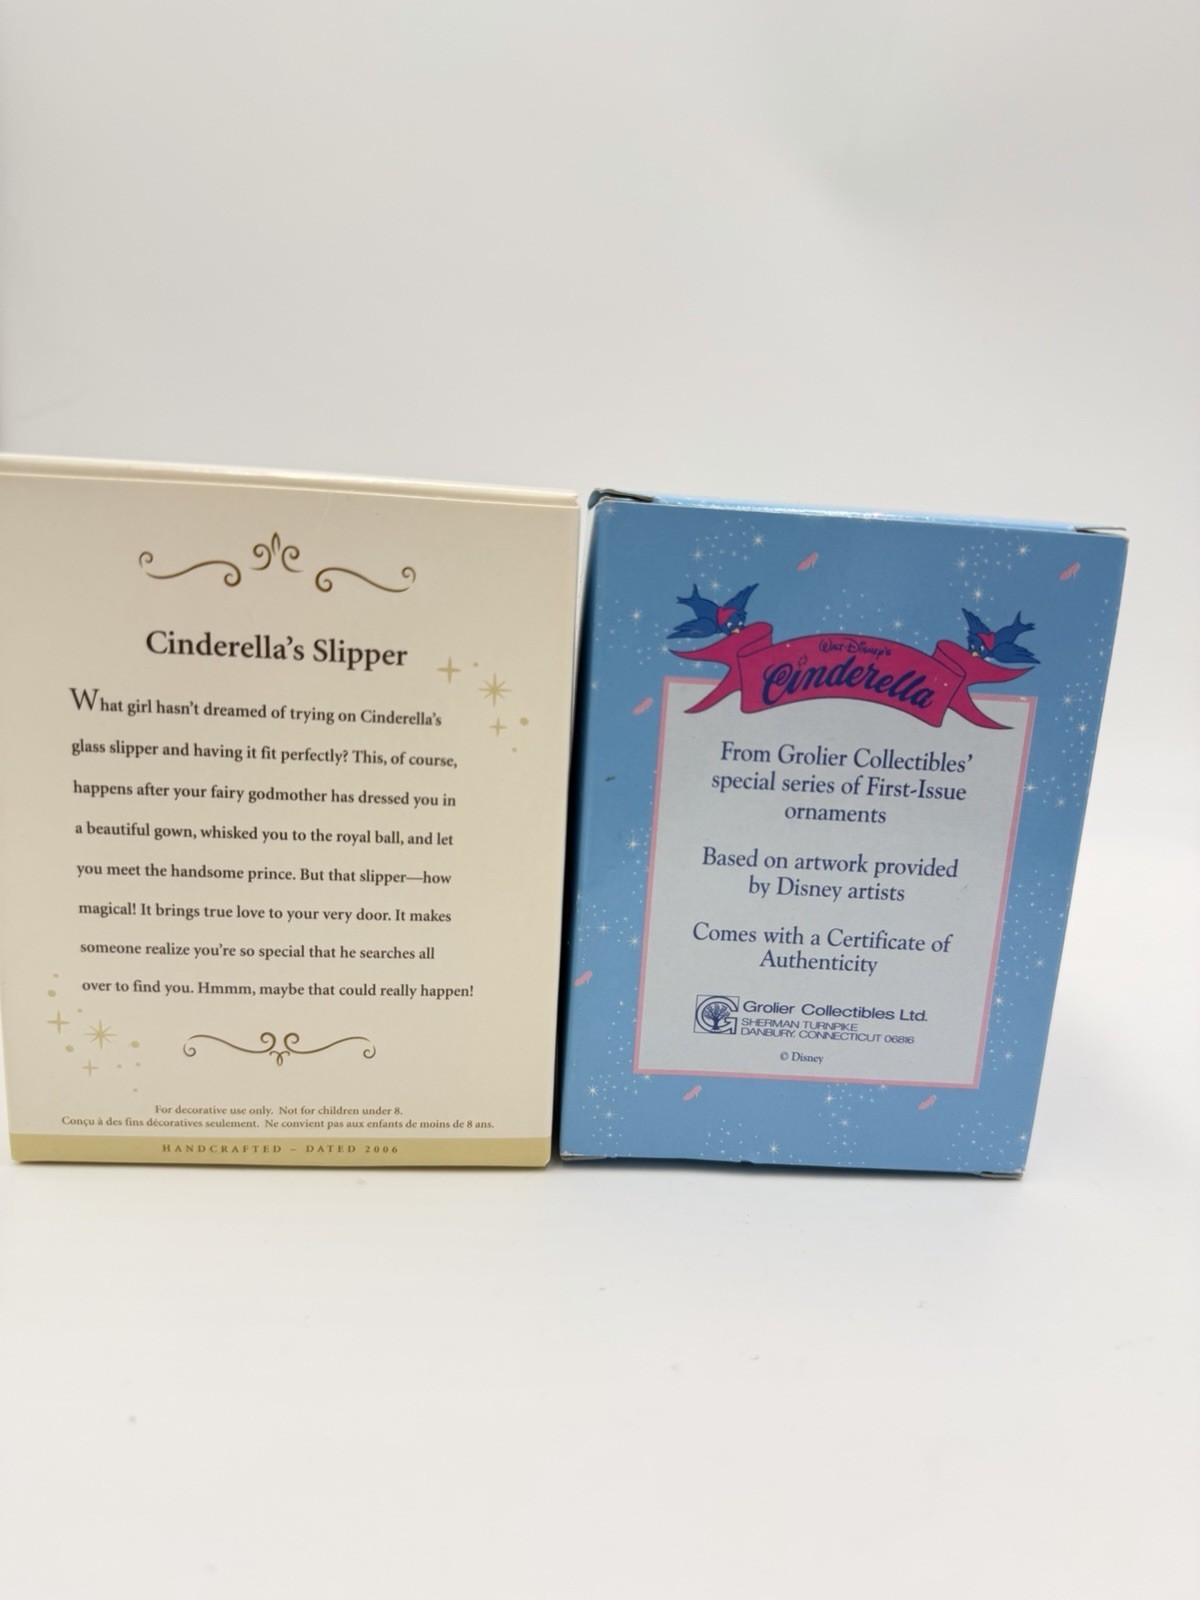 Cinderella's Slipper
What girl hasn't dreamed of trying on Cinderella's
glass slipper and having it fit perfectly? This, of course,
happens after your fairy godmother has dressed you in
a beautiful gown, whisked you to the royal ball, and let
you meet the handsome prince. But that slipper—how
magical! It brings true love to your very door. It makes
someone realize you're so special that he searches all
over to find you. Hmmm, maybe that could really happen!
For decorative use only. Not for children under 8.
Conçu à des fins décoratives seulement. Ne convient pas aux enfants de moins de 8 ans.
HANDCRAFTED – DATED 2006
Walt Disney's
Cinderella
From Grolier Collectibles'
special series of First-Issue
ornaments
Based on artwork provided
by Disney artists
Comes with a Certificate of
Authenticity
Grolier Collectibles Ltd.
SHERMAN TURNPIKE
DANBURY, CONNECTICUT 06816
© Disney